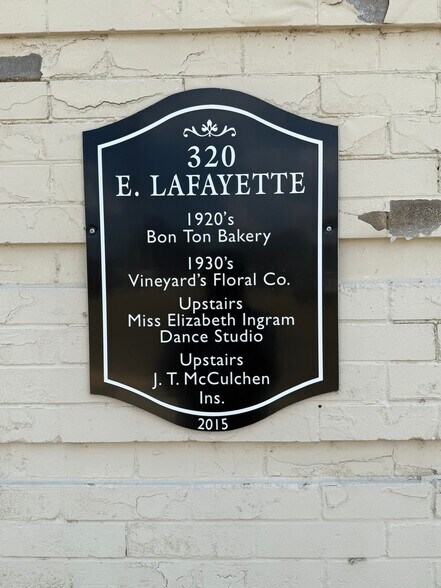 320
E. LAFAYETTE
1920's
Bon Ton Bakery
1930's
Vineyard's Floral Co.
Upstairs
Miss Elizabeth Ingram
Dance Studio
Upstairs
J. T. McCulchen
Ins.
2015